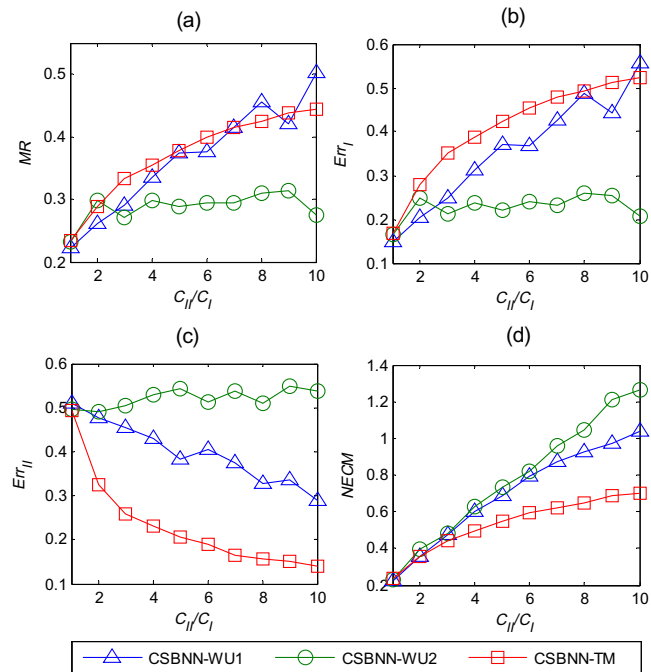 (a)
(b)
0.5
0.4
0.3
0.2
MR
2
4
6
8
10
C_II/C_I
0.6
0.5
0.4
0.3
0.2
0.1
Err_I
2
4
6
8
10
C_II/C_I
(c)
(d)
0.6
0.5
0.4
0.3
0.2
0.1
Err_II
2
4
6
8
10
C_II/C_I
1.4
1.2
1
0.8
0.6
0.4
0.2
NECM
2
4
6
8
10
C_II/C_I
CSBNN-WU1
CSBNN-WU2
CSBNN-TM